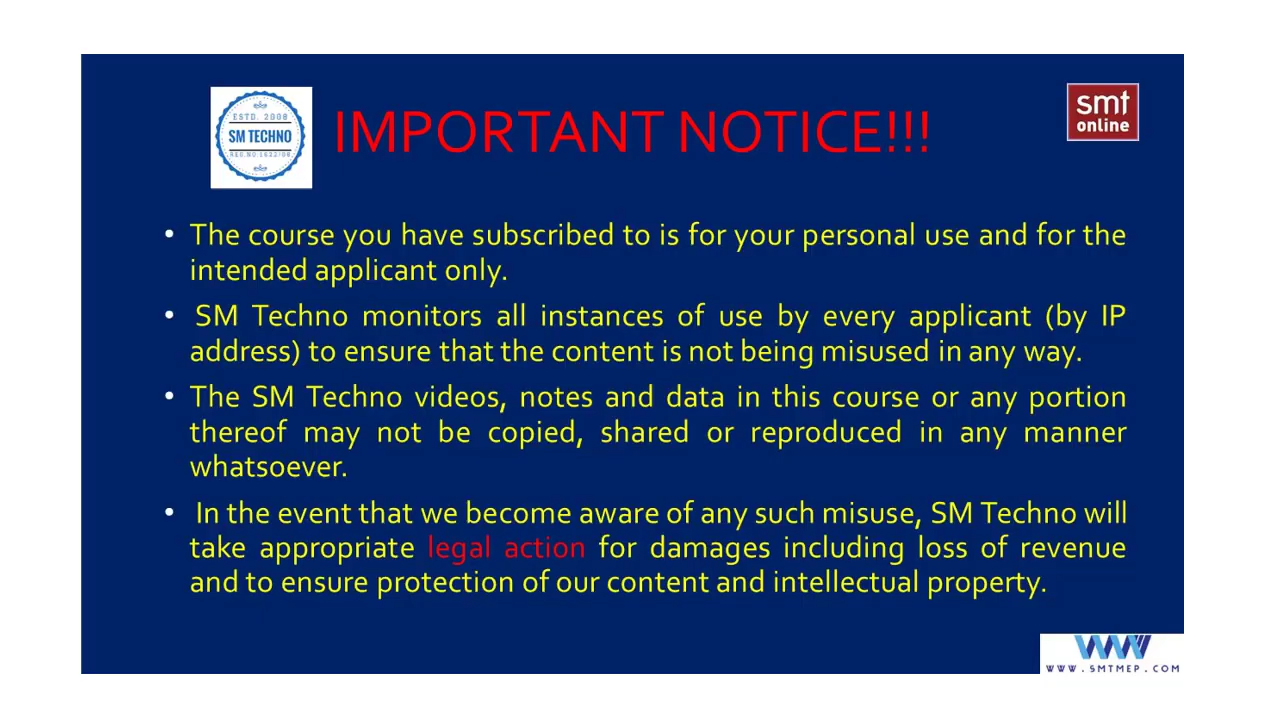 ESTD. 2008
SM TECHNO
REG.NO.1622/08
IMPORTANT NOTICE!!!
smt
online
• The course you have subscribed to is for your personal use and for the
intended applicant only.
• SM Techno monitors all instances of use by every applicant (by IP
address) to ensure that the content is not being misused in any way.
• The SM Techno videos, notes and data in this course or any portion
thereof may not be copied, shared or reproduced in any manner
whatsoever.
• In the event that we become aware of any such misuse, SM Techno will
take appropriate legal action for damages including loss of revenue
and to ensure protection of our content and intellectual property.
WWW.SMTMEP.COM